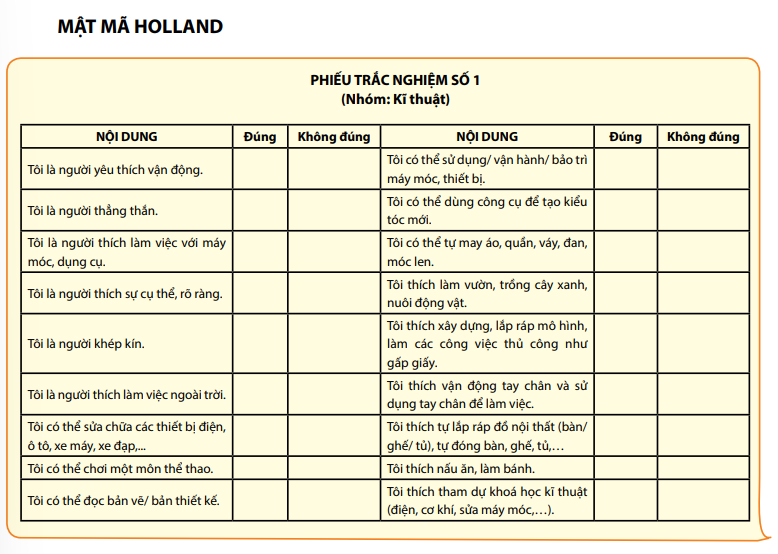 MẬT MÃ HOLLAND
PHIẾU TRẮC NGHIỆM SỐ 1
(Nhóm: Kĩ thuật)
NỘI DUNG Đúng Không đúng NỘI DUNG Đúng Không đúng
Tôi là người yêu thích vận động.
Tôi có thể sử dụng/ vận hành/ bảo trì
máy móc, thiết bị.
Tôi là người thẳng thắn.
Tôi có thể dùng công cụ để tạo kiểu
tóc mới.
Tôi là người thích làm việc với máy
móc, dụng cụ.
Tôi có thể tự may áo, quần, váy, đan,
móc len.
Tôi là người thích sự cụ thể, rõ ràng.
Tôi thích làm vườn, trồng cây xanh,
nuôi động vật.
Tôi là người khép kín.
Tôi thích xây dựng, lắp ráp mô hình,
làm các công việc thủ công như
gấp giấy.
Tôi là người thích làm việc ngoài trời.
Tôi thích vận động tay chân và sử
dụng tay chân để làm việc.
Tôi có thể sửa chữa các thiết bị điện,
ô tô, xe máy, xe đạp,...
Tôi thích tự lắp ráp đồ nội thất (bàn/
ghế/ tủ), tự đóng bàn, ghế, tủ,…
Tôi có thể chơi một môn thể thao.
Tôi thích nấu ăn, làm bánh.
Tôi có thể đọc bản vẽ/ bản thiết kế.
Tôi thích tham dự khoá học kĩ thuật
(điện, cơ khí, sửa máy móc,…).